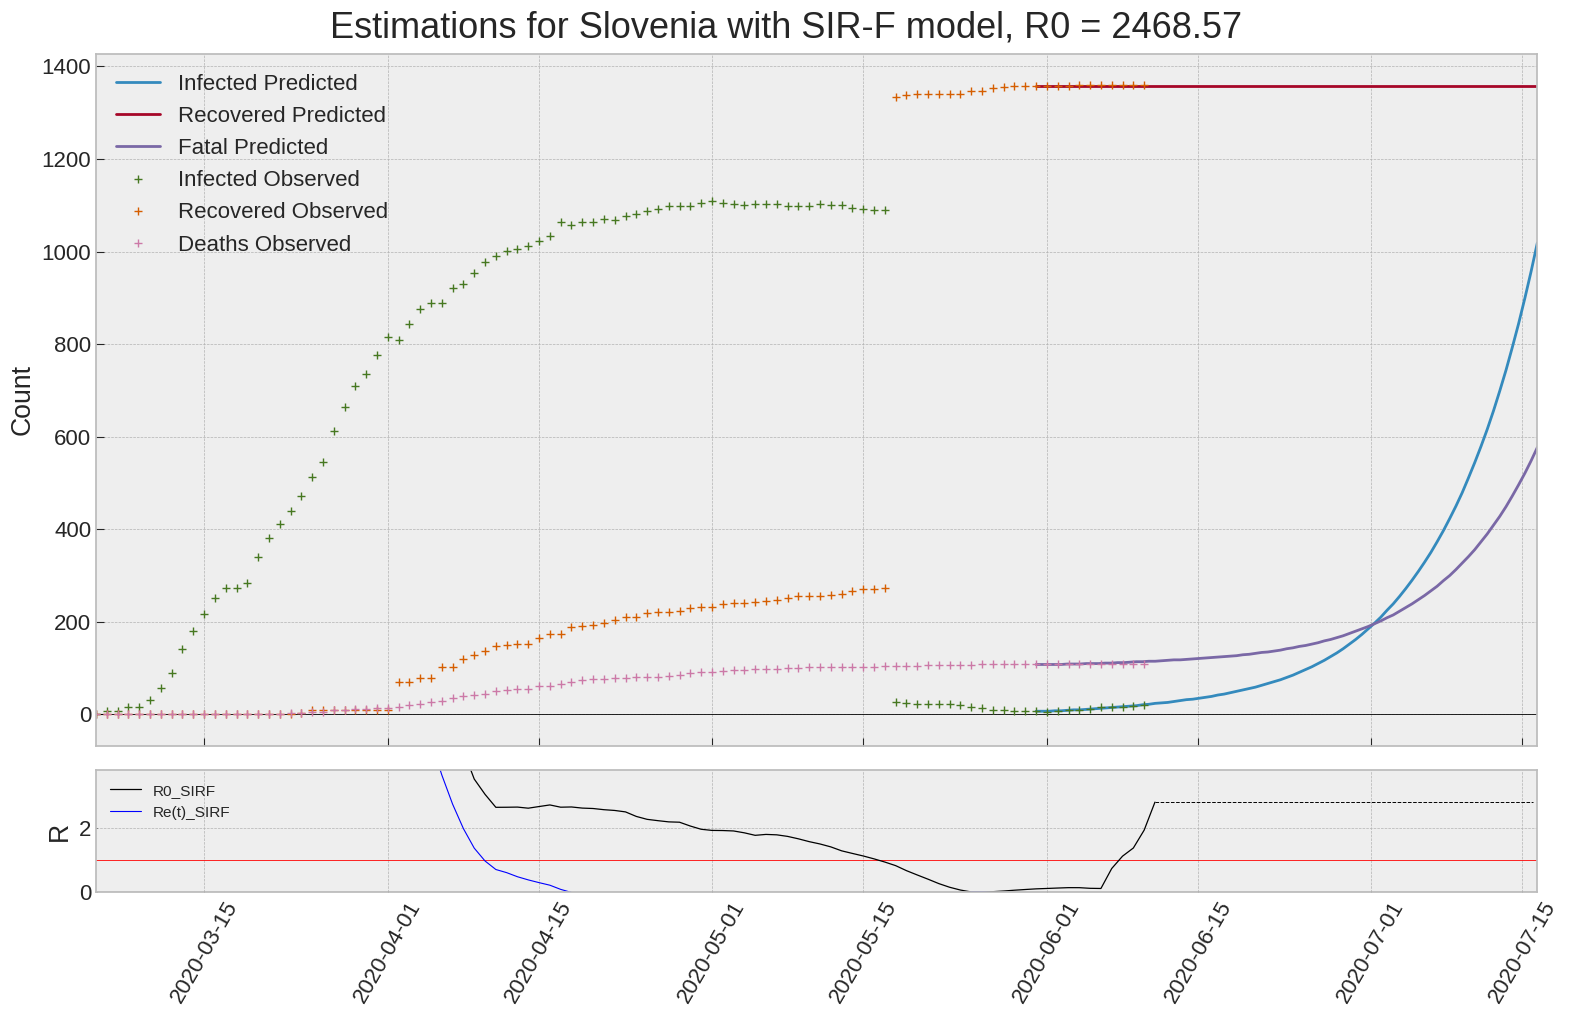 Estimations for Slovenia with SIR-F model, R0 = 2468.57
1400
1200
1000
800
600
400
200
0
Count
Infected Predicted
Recovered Predicted
Fatal Predicted
Infected Observed
Recovered Observed
Deaths Observed
R0_SIRF
Re(t)_SIRF
R
2
0
2020-03-15
2020-04-01
2020-04-15
2020-05-01
2020-05-15
2020-06-01
2020-06-15
2020-07-01
2020-07-15